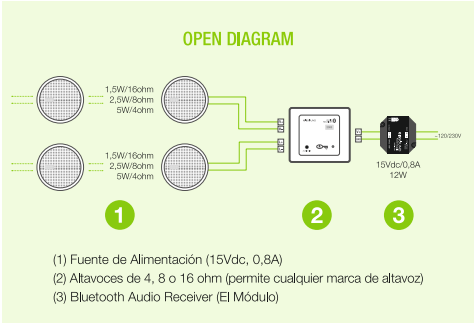 OPEN DIAGRAM
1,5W/16ohm
2,5W/8ohm
5W/4ohm
~120/230V
1,5W/16ohm
2,5W/8ohm
5W/4ohm
15Vdc/0,8A
12W
1
2
3
(1) Fuente de Alimentación (15Vdc, 0,8A)
(2) Altavoces de 4, 8 o 16 ohm (permite cualquier marca de altavoz)
(3) Bluetooth Audio Receiver (El Módulo)